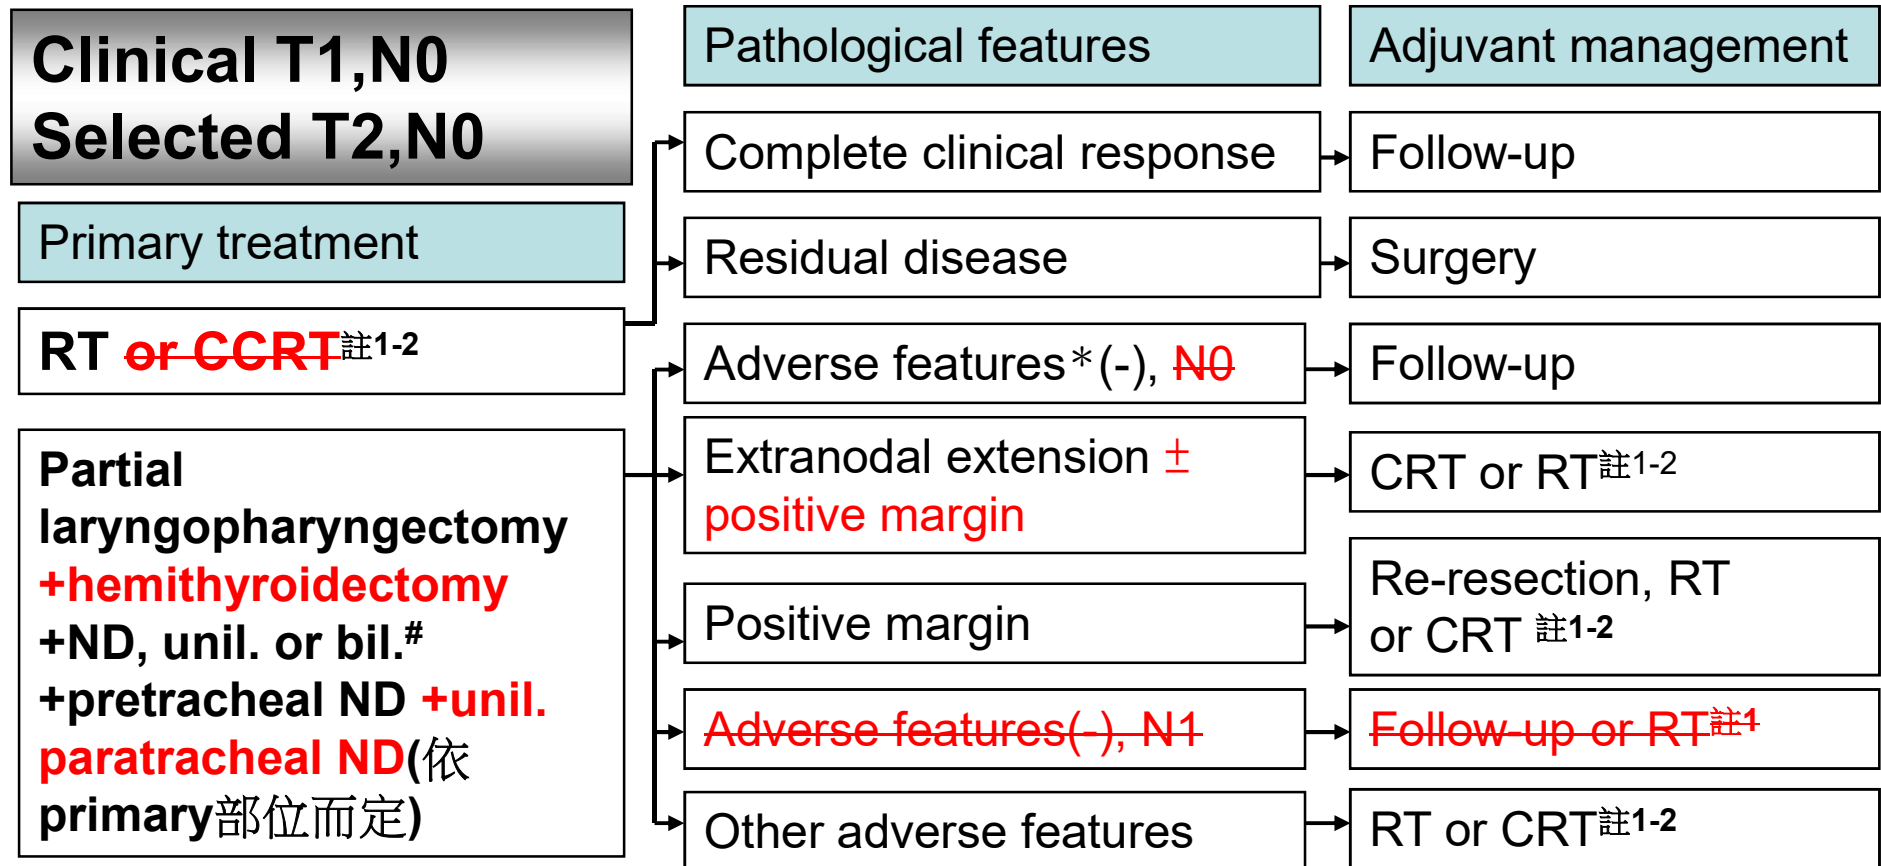 Clinical T1,N0
Selected T2,N0
Primary treatment
RT or CCRT註1-2
Partial
laryngopharyngectomy
+hemithyroidectomy
+ND, unil. or bil.#
+pretracheal ND +unil.
paratracheal ND(依
primary部位而定)
Pathological features
Complete clinical response
Residual disease
Adverse features*(-), N0
Extranodal extension ±
positive margin
Positive margin
Adverse features(-), N1
Other adverse features
Adjuvant management
Follow-up
Surgery
Follow-up
CRT or RT註1-2
Re-resection, RT
or CRT 註1-2
Follow-up or RT註1
RT or CRT註1-2